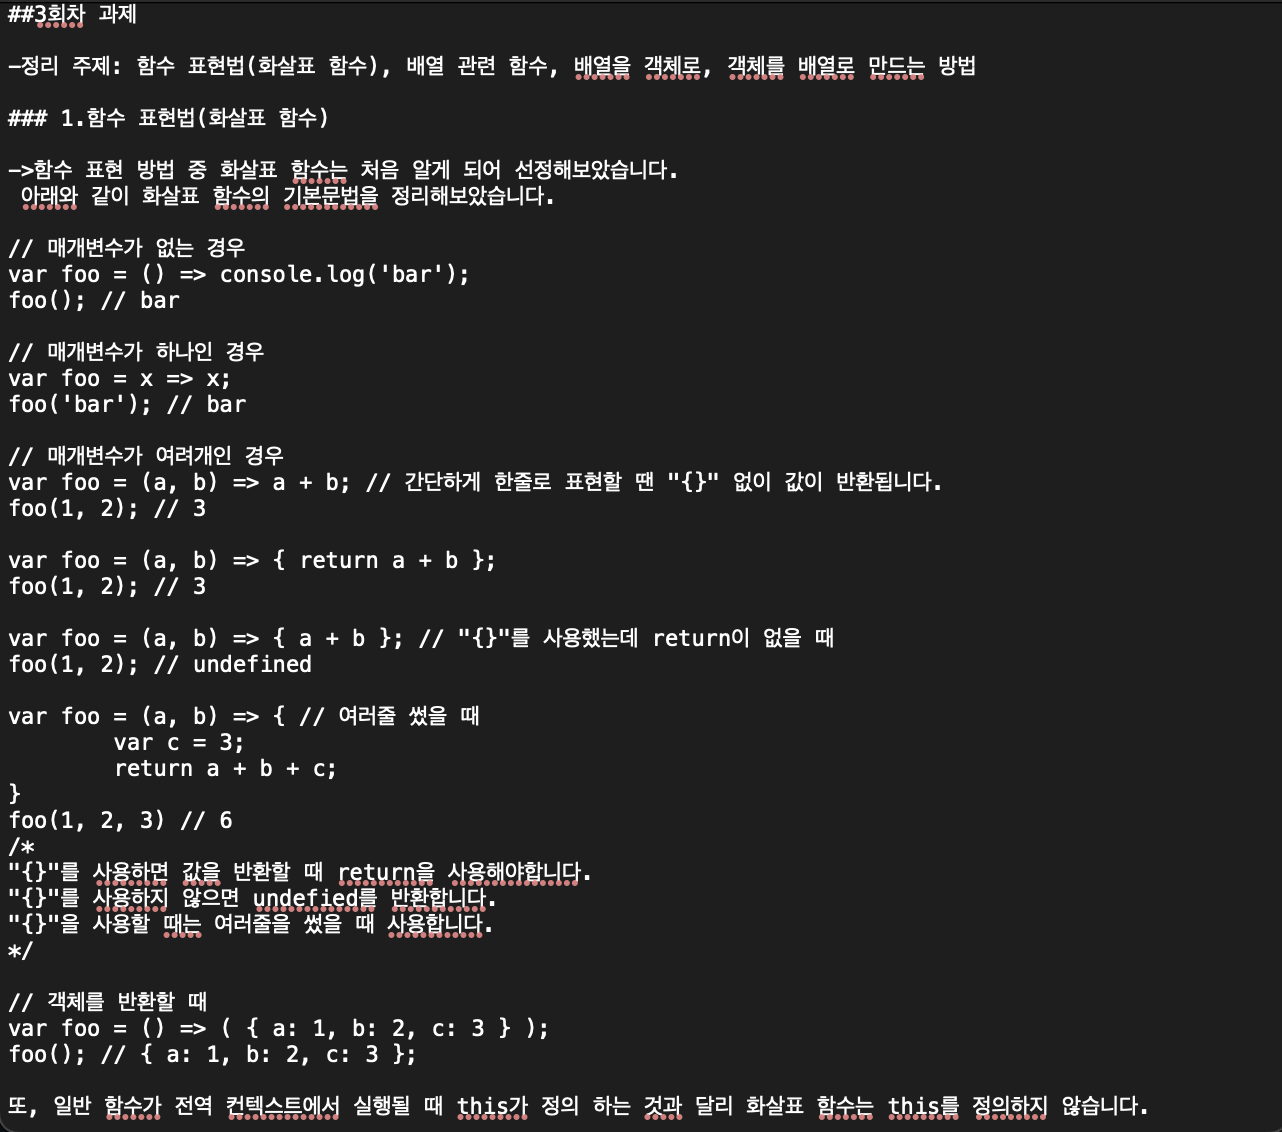 ##3회차 과제
-정리 주제: 함수 표현법(화살표 함수), 배열 관련 함수, 배열을 객체로, 객체를 배열로 만드는 방법
### 1.함수 표현법(화살표 함수)
->함수 표현 방법 중 화살표 함수는 처음 알게 되어 선정해보았습니다.
아래와 같이 화살표 함수의 기본문법을 정리해보았습니다.
// 매개변수가 없는 경우
var foo = () => console.log('bar');
foo(); // bar
// 매개변수가 하나인 경우
var foo = x => x;
foo('bar'); // bar
// 매개변수가 여려개인 경우
var foo = (a, b) => a + b; // 간단하게 한줄로 표현할 땐 "{}" 없이 값이 반환됩니다.
foo(1, 2); // 3
var foo = (a, b) => { return a + b };
foo(1, 2); // 3
var foo = (a, b) => { a + b }; // "{}"를 사용했는데 return이 없을 때
foo(1, 2); // undefined
var foo = (a, b) => { // 여러줄 썼을 때
        var c = 3;
        return a + b + c;
}
foo(1, 2, 3) // 6
/*
"{}"를 사용하면 값을 반환할 때 return을 사용해야합니다.
"{}"를 사용하지 않으면 undefied를 반환합니다.
"{}"을 사용할 때는 여러줄을 썼을 때 사용합니다.
*/
// 객체를 반환할 때
var foo = () => ( { a: 1, b: 2, c: 3 } );
foo(); // { a: 1, b: 2, c: 3 };
또, 일반 함수가 전역 컨텍스트에서 실행될 때 this가 정의 하는 것과 달리 화살표 함수는 this를 정의하지 않습니다.